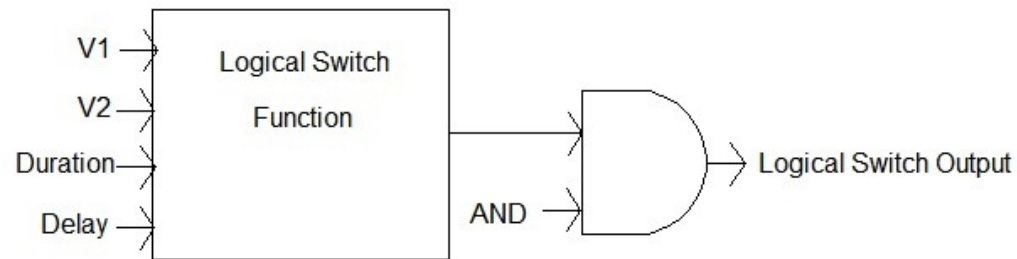 V1
V2
Duration
Delay
Logical Switch
Function
AND
Logical Switch Output